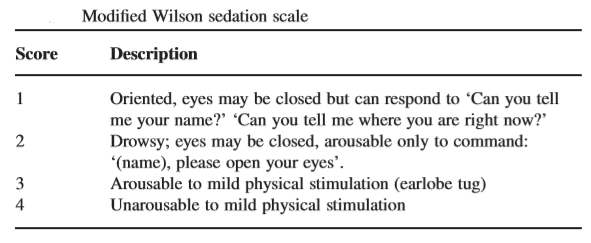 Modified Wilson sedation scale
Score Description
1 Oriented, eyes may be closed but can respond to ‘Can you tell
me your name?’ ‘Can you tell me where you are right now?’
2 Drowsy; eyes may be closed, arousable only to command:
‘(name), please open your eyes’.
3 Arousable to mild physical stimulation (earlobe tug)
4 Unarousable to mild physical stimulation